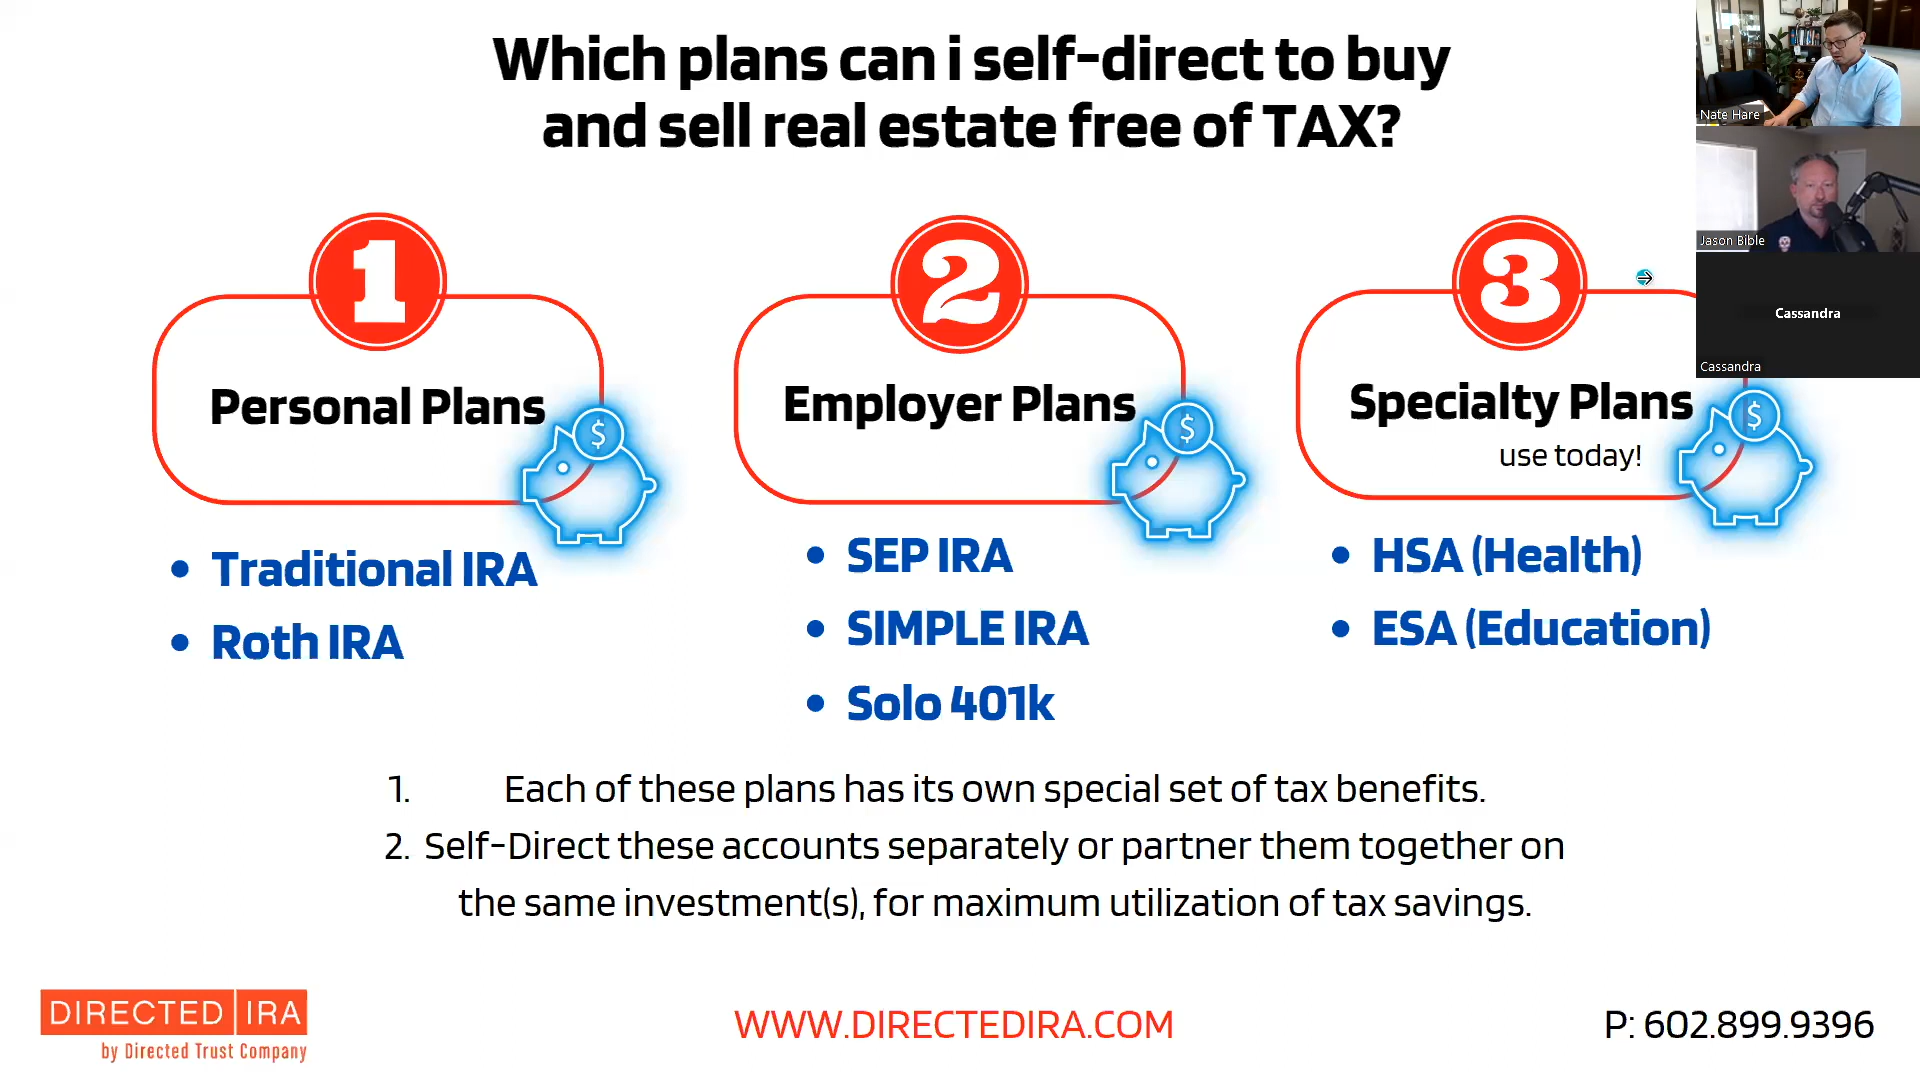 Which plans can i self-direct to buy
and sell real estate free of TAX?
1
Personal Plans
$
Traditional IRA
Roth IRA
2
Employer Plans
$
SEP IRA
SIMPLE IRA
Solo 401k
3
Specialty Plans
use today!
$
HSA (Health)
ESA (Education)
1. Each of these plans has its own special set of tax benefits.
2. Self-Direct these accounts separately or partner them together on
the same investment(s), for maximum utilization of tax savings.
DIRECTED IRA
by Directed Trust Company
WWW.DIRECTEDIRA.COM
P: 602.899.9396
Nate Hare
Jason Bible
Cassandra
Cassandra